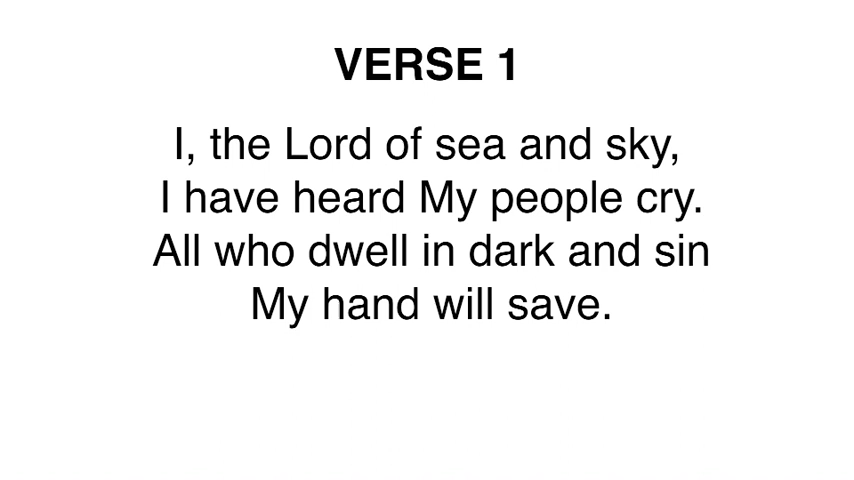 VERSE 1
I, the Lord of sea and sky,
I have heard My people cry.
All who dwell in dark and sin
My hand will save.